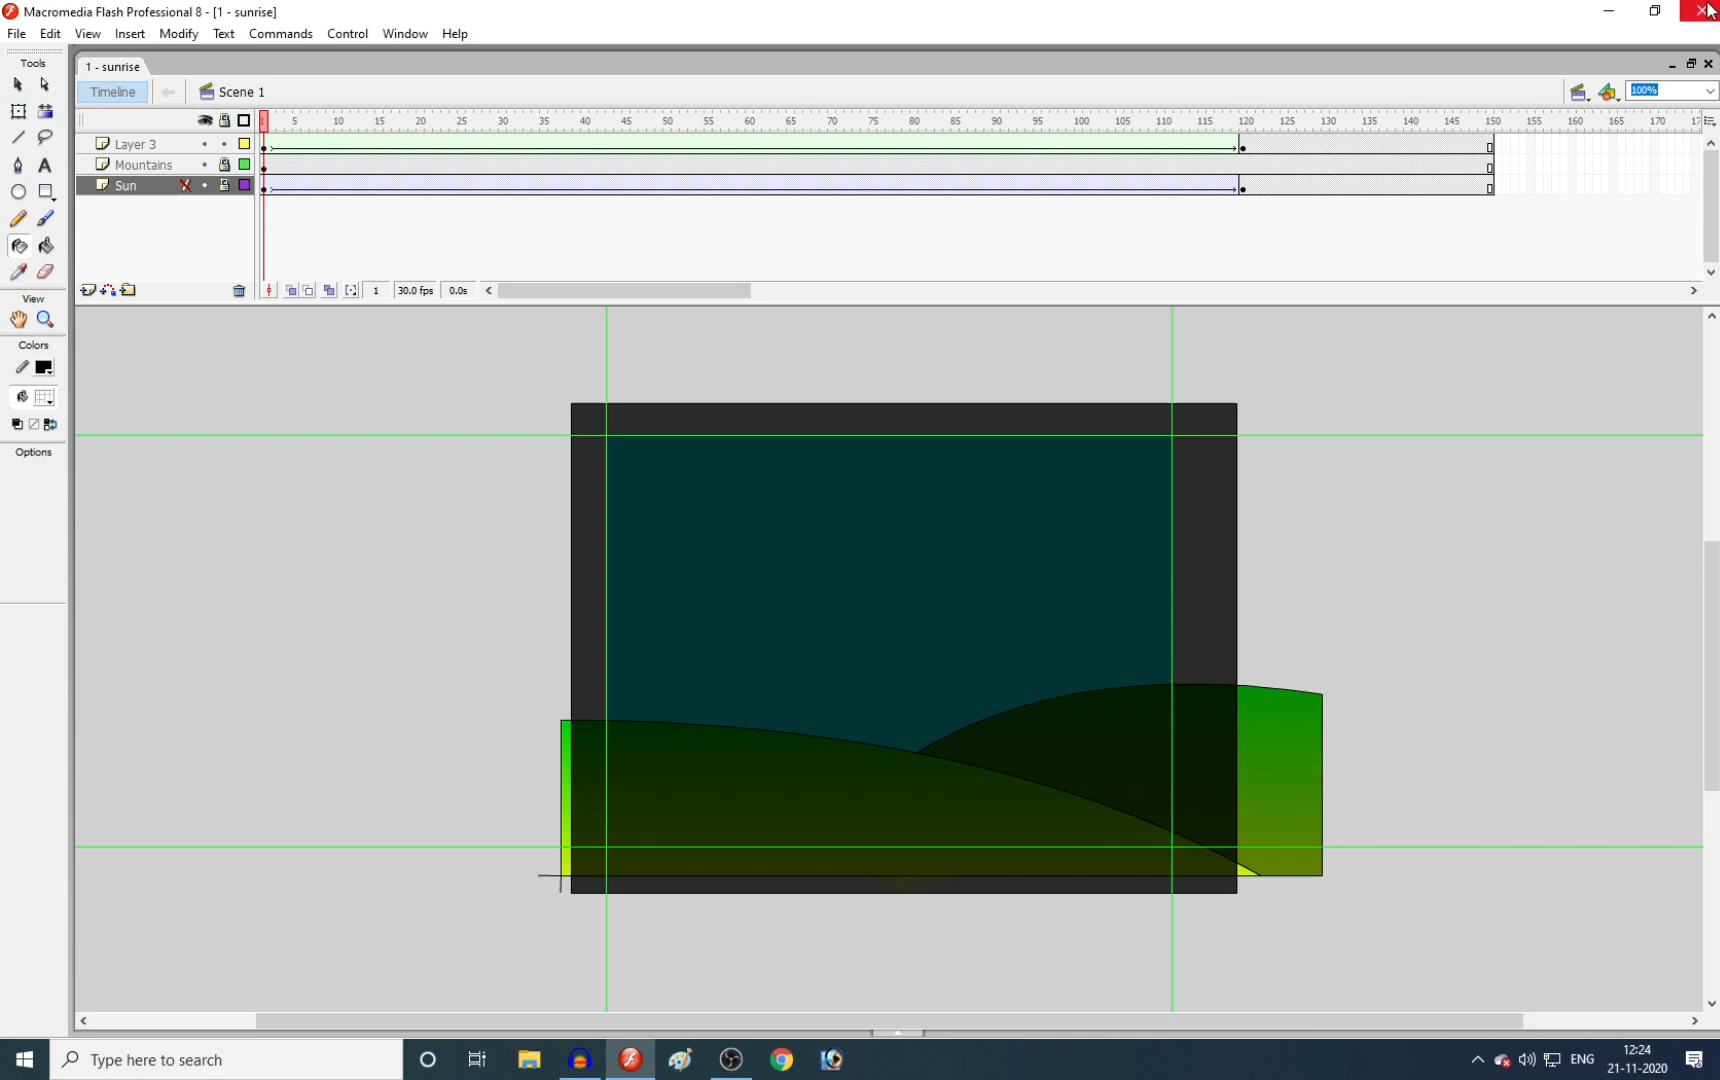 Macromedia Flash Professional 8 - [1 - sunrise]
File Edit View Insert Modify Text Commands Control Window Help
Tools
1 - sunrise
Timeline
Scene 1
100%
5 10 15 20 25 30 35 40 45 50 55 60 65 70 75 80 85 90 95 100 105 110 115 120 125 130 135 140 145 150 155 160 165 170 17
Layer 3
Mountains
Sun
1 30.0 fps 0.0s
View
Colors
Options
Type here to search
ENG
12:24
21-11-2020